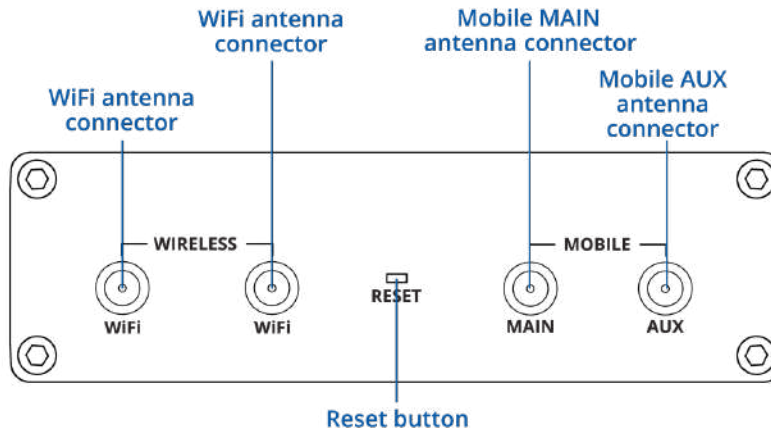 WiFi antenna
connector
Mobile MAIN
antenna connector
WiFi antenna
connector
Mobile AUX
antenna
connector
WIRELESS
MOBILE
RESET
WiFi
WiFi
MAIN
AUX
Reset button